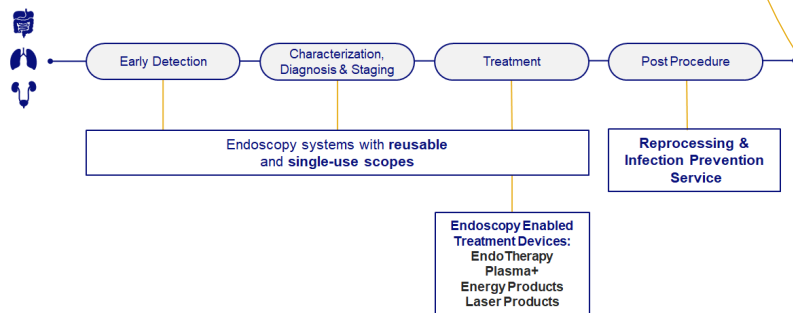 Early Detection
Characterization,
Diagnosis & Staging
Treatment
Post Procedure
Endoscopy systems with reusable
and single-use scopes
Reprocessing &
Infection Prevention
Service
Endoscopy Enabled
Treatment Devices:
EndoTherapy
Plasma+
Energy Products
Laser Products